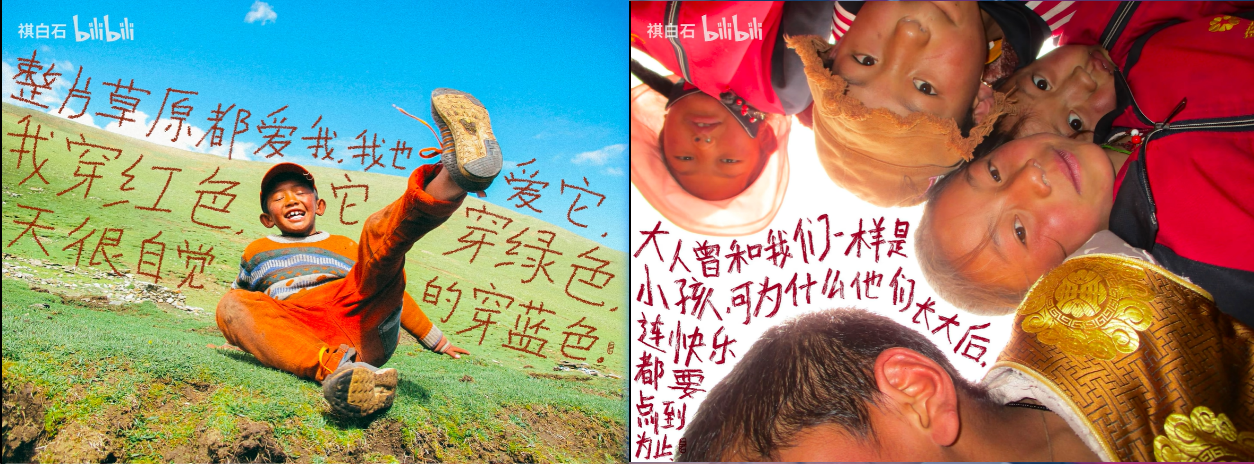 祺白石 bilibili
整片草原都爱我,我也 爱它,
我穿红色,它 穿绿色,
天很自觉 的穿蓝色.
祺白石 bilibili
大人曾和我们一样是
小孩,可为什么他们长大后,
连快乐
都要
点到
为止.